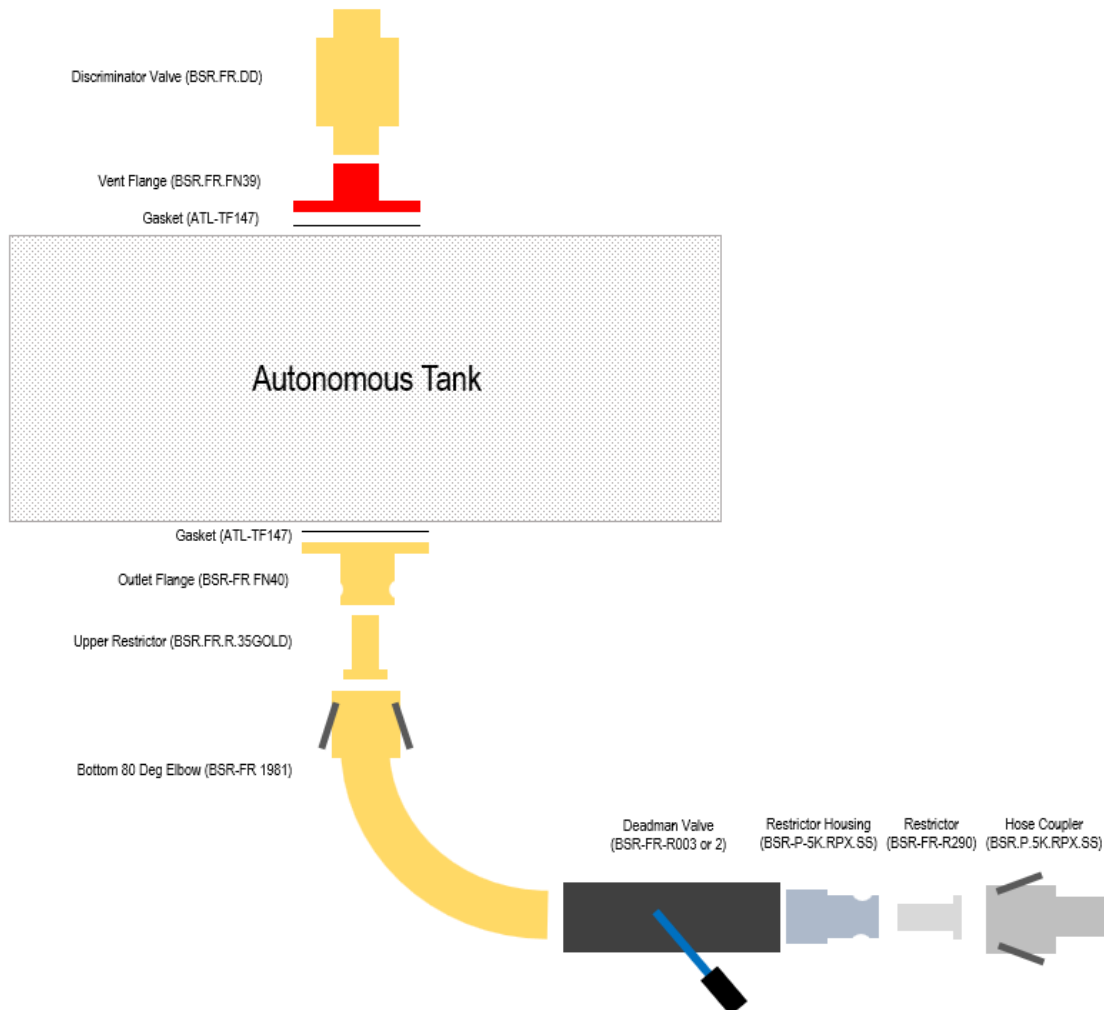 Discriminator Valve (BSR.FR.DD)
Vent Flange (BSR.FR.FN39)
Gasket (ATL-TF147)
Autonomous Tank
Gasket (ATL-TF147)
Outlet Flange (BSR-FR FN40)
Upper Restrictor (BSR.FR.R.35GOLD)
Bottom 80 Deg Elbow (BSR-FR 1981)
Deadman Valve
(BSR-FR-R003 or 2)
Restrictor Housing
(BSR-P-5K.RPX.SS)
Restrictor
(BSR-FR-R290)
Hose Coupler
(BSR.P.5K.RPX.SS)